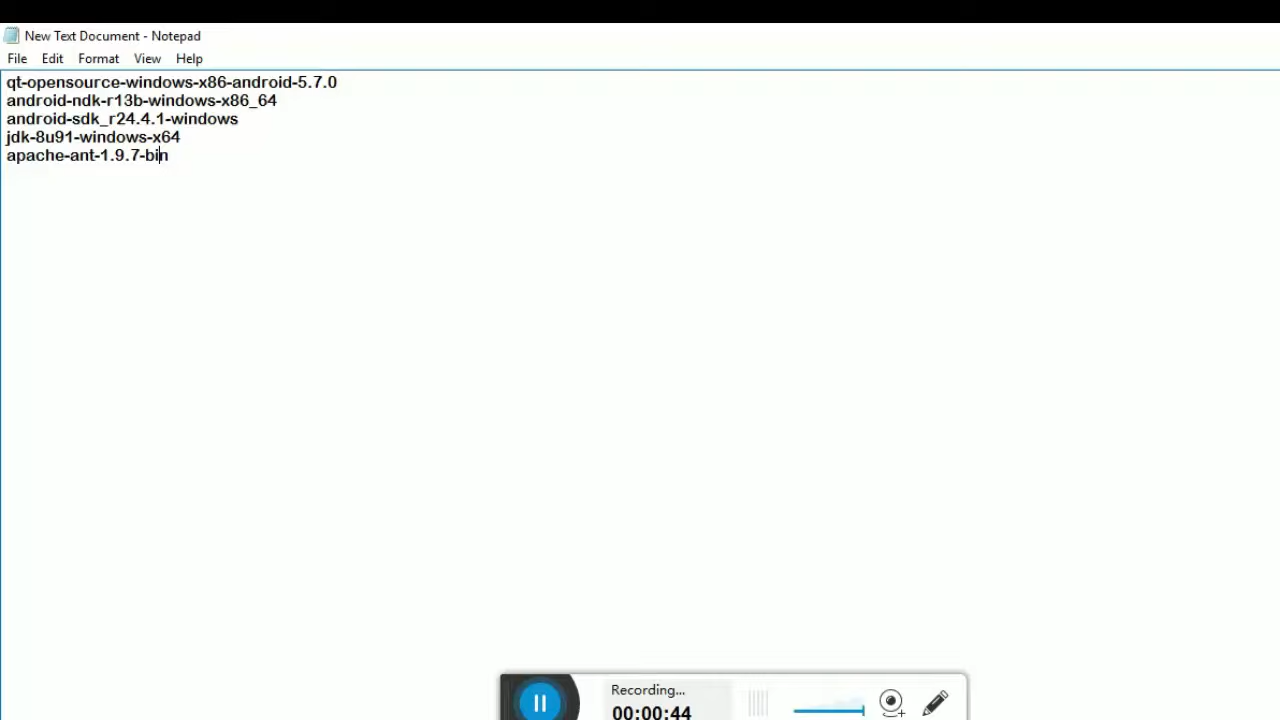 New Text Document - Notepad
File Edit Format View Help
qt-opensource-windows-x86-android-5.7.0
android-ndk-r13b-windows-x86_64
android-sdk_r24.4.1-windows
jdk-8u91-windows-x64
apache-ant-1.9.7-bin
Recording...
00:00:44